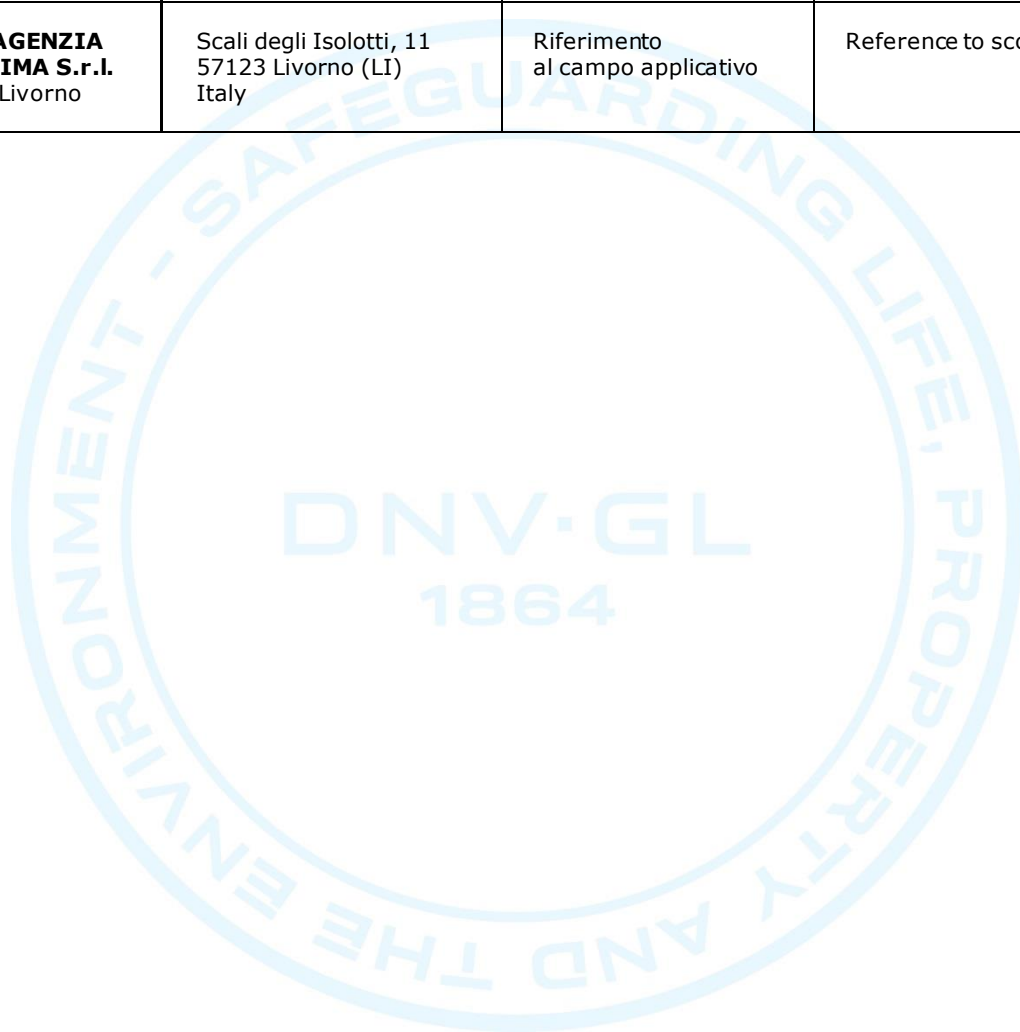 AGENZIA
IMA S.r.l.
Livorno
Scali degli Isolotti, 11
57123 Livorno (LI)
Italy
Riferimento
al campo applicativo
Reference to sco
SAFEGUARDING LIFE, PROPERTY AND THE ENVIRONMENT -
DNV·GL
1864